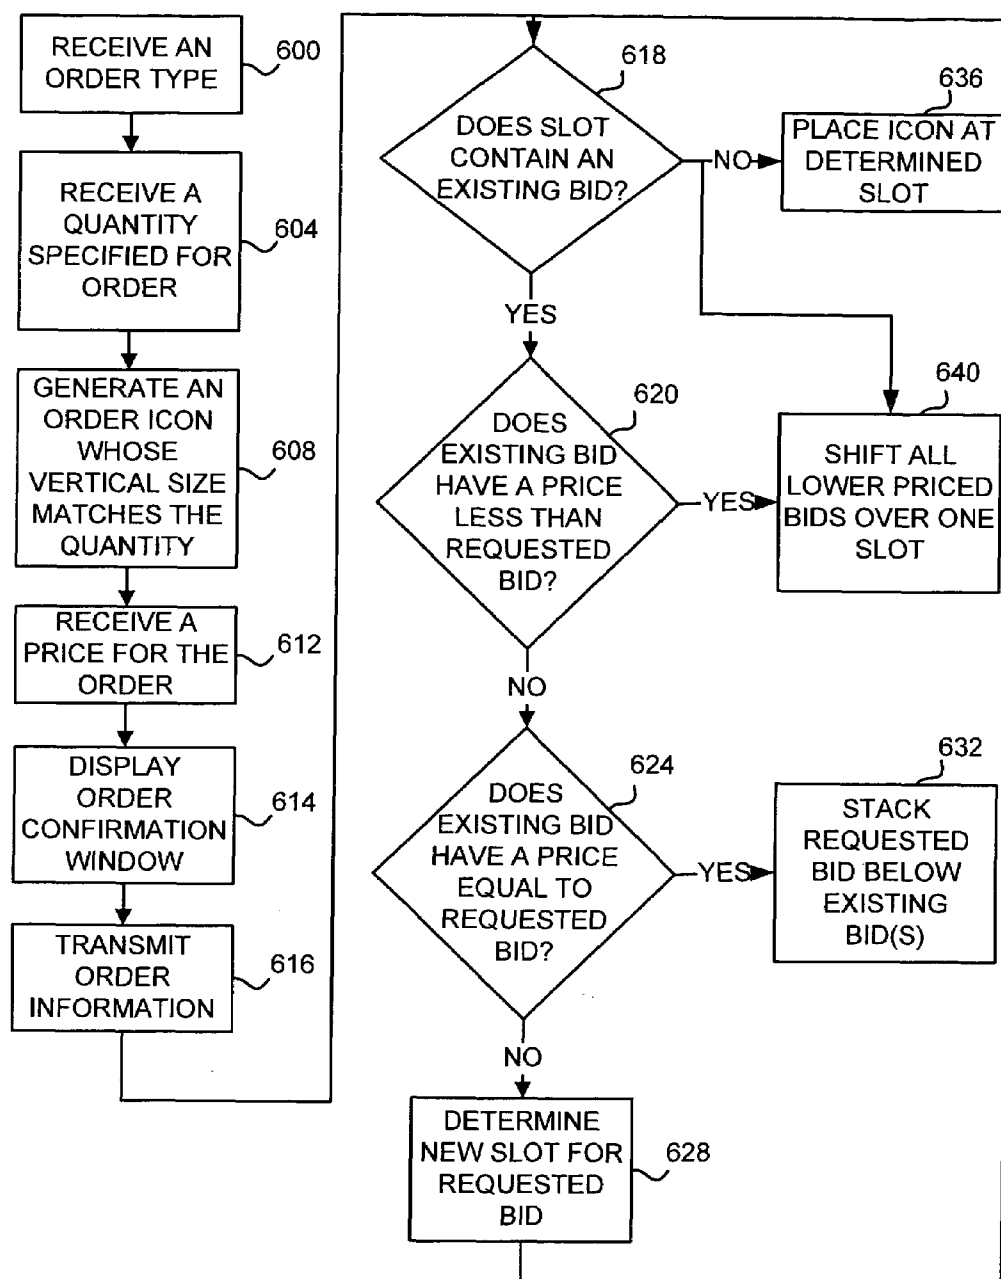 RECEIVE AN
ORDER TYPE
600
RECEIVE A
QUANTITY
SPECIFIED FOR
ORDER
604
GENERATE AN
ORDER ICON
WHOSE
VERTICAL SIZE
MATCHES THE
QUANTITY
608
RECEIVE A
PRICE FOR THE
ORDER
612
DISPLAY
ORDER
CONFIRMATION
WINDOW
614
TRANSMIT
ORDER
INFORMATION
616
DOES SLOT
CONTAIN AN
EXISTING BID?
618
NO
PLACE ICON AT
DETERMINED
SLOT
636
YES
DOES
EXISTING BID
HAVE A PRICE
LESS THAN
REQUESTED
BID?
620
YES
SHIFT ALL
LOWER PRICED
BIDS OVER ONE
SLOT
640
NO
DOES
EXISTING BID
HAVE A PRICE
EQUAL TO
REQUESTED
BID?
624
YES
STACK
REQUESTED
BID BELOW
EXISTING
BID(S)
632
NO
DETERMINE
NEW SLOT FOR
REQUESTED
BID
628